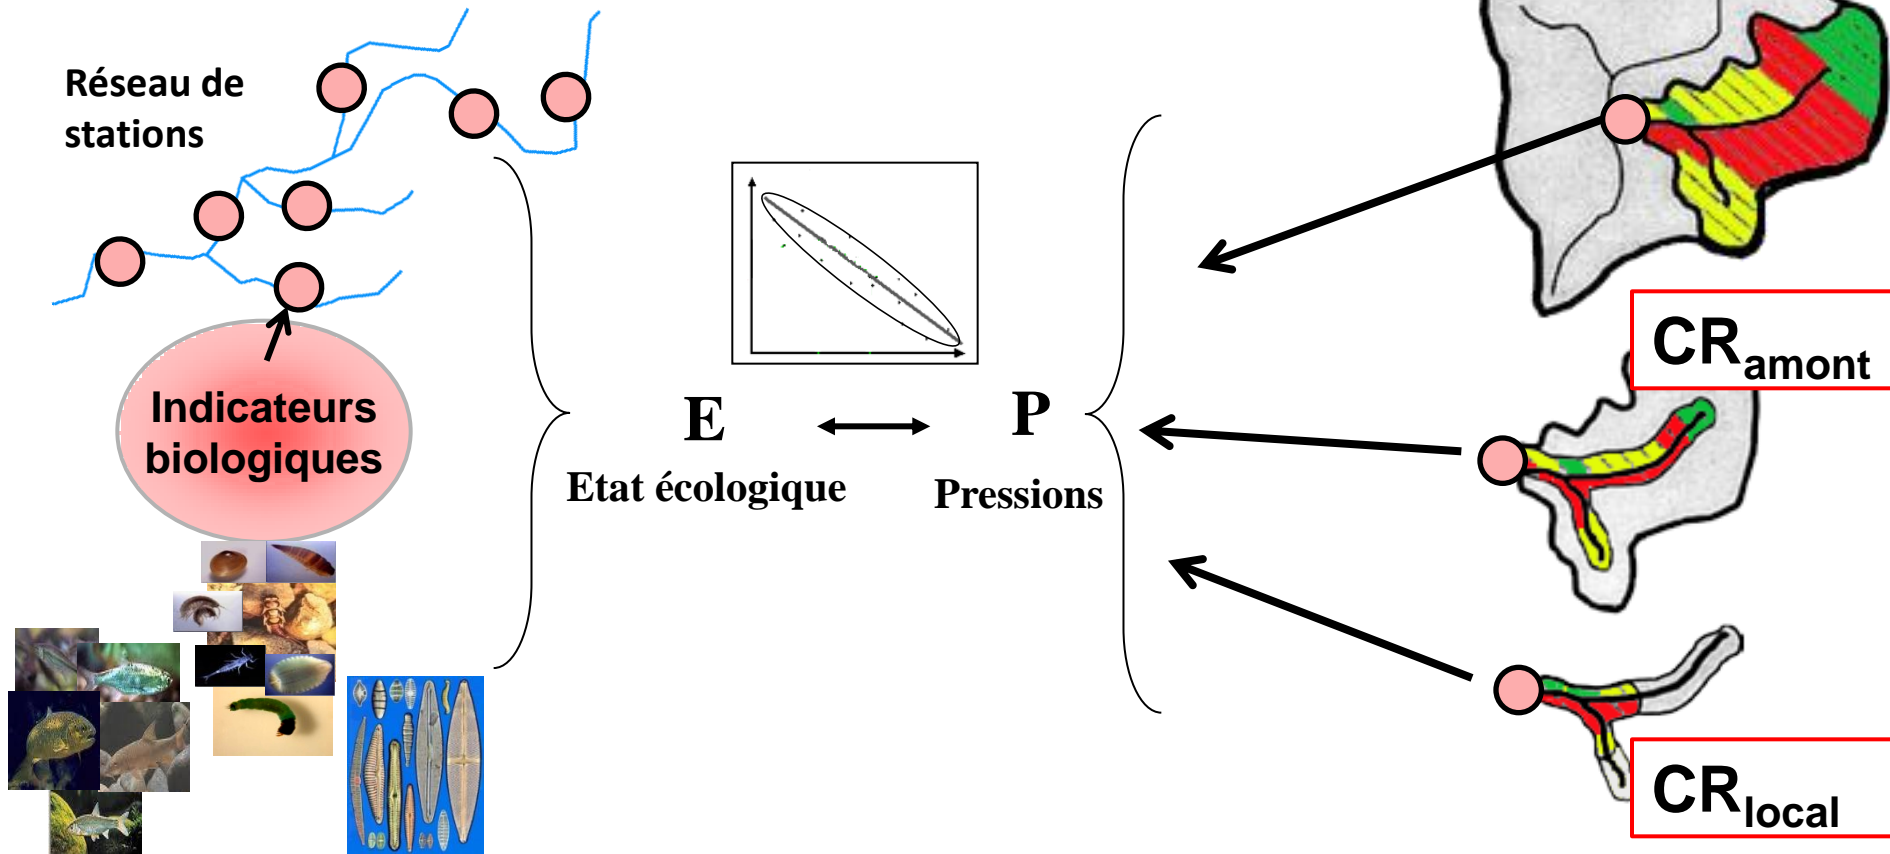 Réseau de
stations
Indicateurs
biologiques
E
Etat écologique
P
Pressions
CRamont
CRlocal